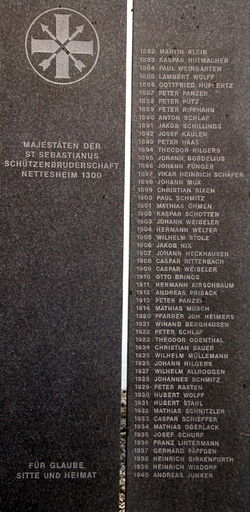 MAJESTÄTEN DER
ST. SEBASTIANUS
SCHÜTZENBRUDERSCHAFT
NETTESHEIM 1300
FÜR GLAUBE
SITTE UND HEIMAT
1882 MARTIN KLEIN
1883 KASPAR HUTMACHER
1884 PAUL WEINGARTEN
1885 LAMBERT WOLFF
1886 GOTTFRIED HUPPERTZ
1887 PETER PANZER
1888 PETER PÜTZ
1889 PETER RIPPHAHN
1890 ANTON SCHLAF
1891 JAKOB SCHILLINGS
1892 JOSEF KAULEN
1893 PETER HAAS
1894 THEODOR HILGERS
1895 JOHANN BORDELIUS
1896 JOHANN FÜNGER
1897 VIKAR HEINRICH SCHÄFER
1898 JOHANN MUX
1899 CHRISTIAN RIXEN
1900 PAUL SCHMITZ
1901 MATHIAS ÖHMEN
1902 KASPAR SCHOTTEN
1903 JOHANN WEIBELER
1904 HERMANN WELTER
1905 WILHELM STOLZ
1906 JAKOB NIX
1907 JOHANN HECKHAUSEN
1908 CASPAR RITTERBACH
1909 CASPAR WEIBELER
1910 OTTO BRINGS
1911 HERMANN KIRSCHBAUM
1912 ANDREAS PRISACK
1913 PETER PANZER
1914 MATHIAS MÜSCH
1920 PFARRER JOH. HEIMERS
1921 WINAND BERGHAUSEN
1922 PETER SCHLAF
1923 THEODOR ODENTHAL
1924 CHRISTIAN BAUER
1925 WILHELM MÜLLEMANN
1926 JOHANN HILGERS
1927 WILHELM ALLROGGEN
1928 JOHANNES SCHMITZ
1929 PETER RASTEN
1930 HUBERT WOLFF
1931 HUBERT STAHL
1932 MATHIAS SCHNITZLER
1933 CASPAR SCHIEFFER
1934 MATHIAS OBERLACK
1935 JOSEF SCHURF
1936 FRANZ LINTERMANN
1937 GERHARD PÄFFGEN
1938 HEINRICH BIRKENFURTH
1939 HEINRICH WISDORF
1940 ANDREAS JUNKER